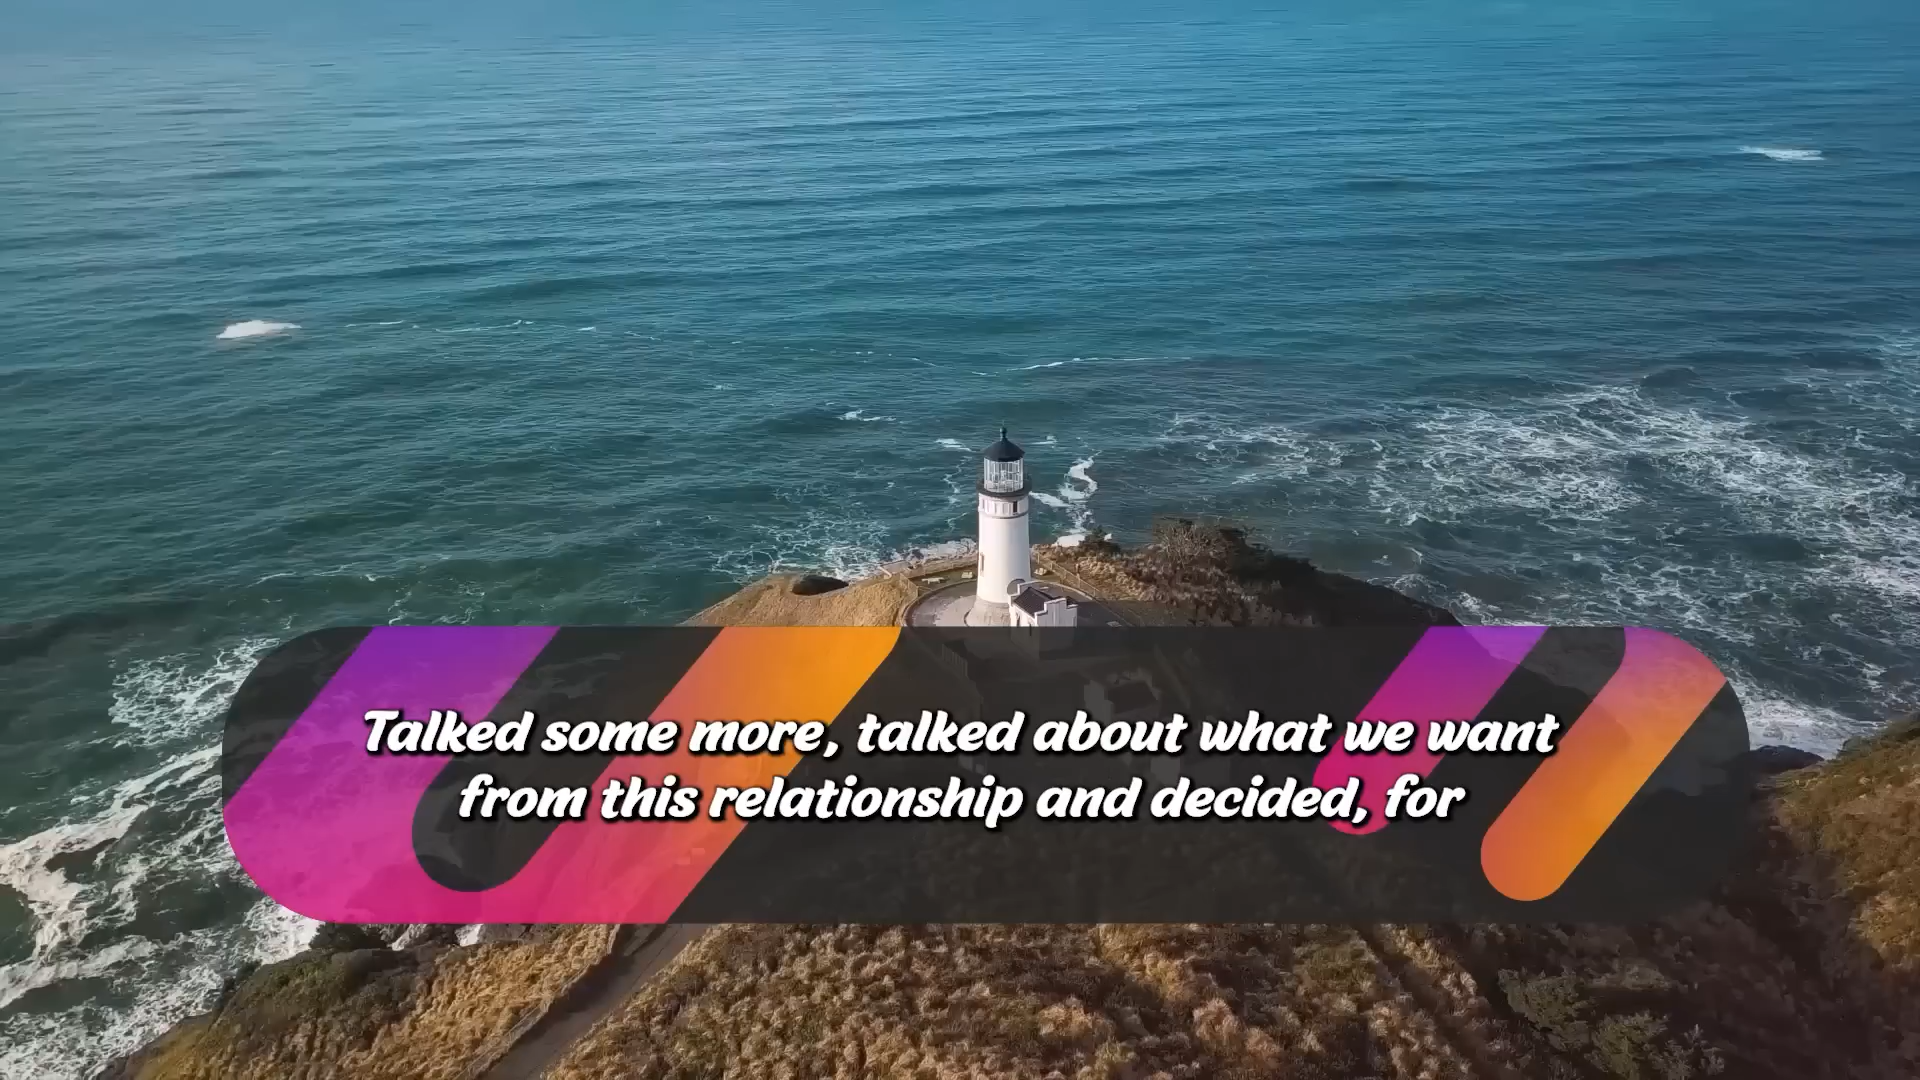 Talked some more, talked about what we want
from this relationship and decided, for